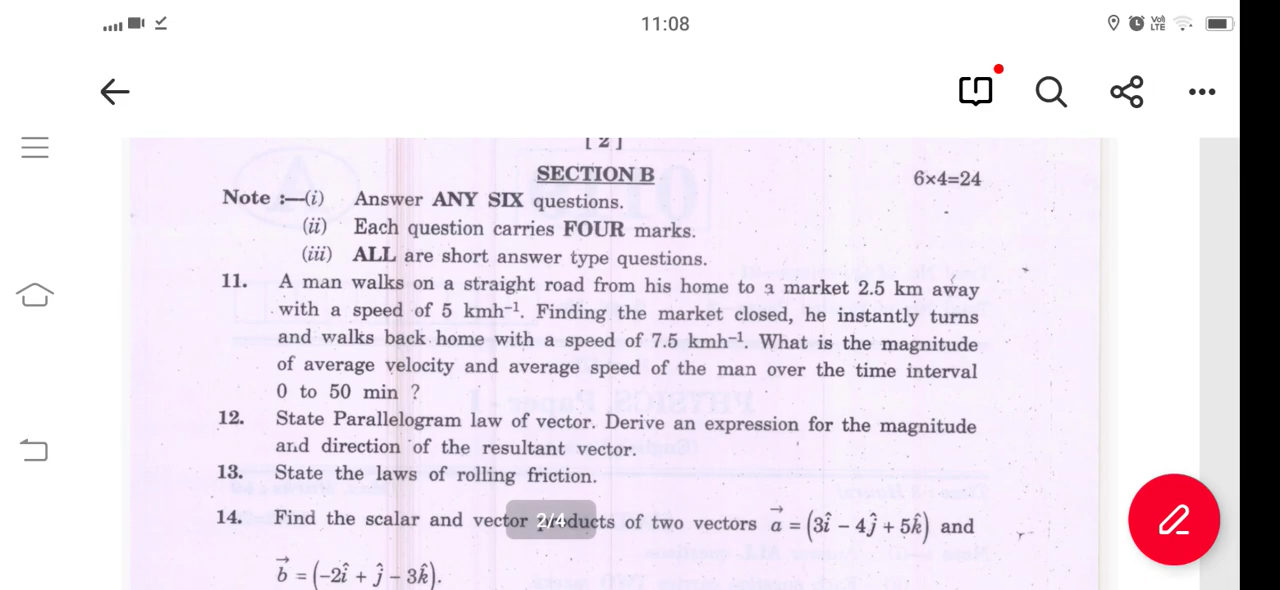 11:08
Vo) LTE
[ 2 ]
SECTION B
6×4=24
Note :—(i) Answer ANY SIX questions.
(ii) Each question carries FOUR marks.
(iii) ALL are short answer type questions.
11. A man walks on a straight road from his home to a market 2.5 km away
with a speed of 5 kmh⁻¹. Finding the market closed, he instantly turns
and walks back home with a speed of 7.5 kmh⁻¹. What is the magnitude
of average velocity and average speed of the man over the time interval
0 to 50 min ?
12. State Parallelogram law of vector. Derive an expression for the magnitude
and direction of the resultant vector.
13. State the laws of rolling friction.
2/4
14. Find the scalar and vector products of two vectors a⃗ = (3î − 4ĵ + 5k̂) and
b⃗ = (−2î + ĵ − 3k̂).